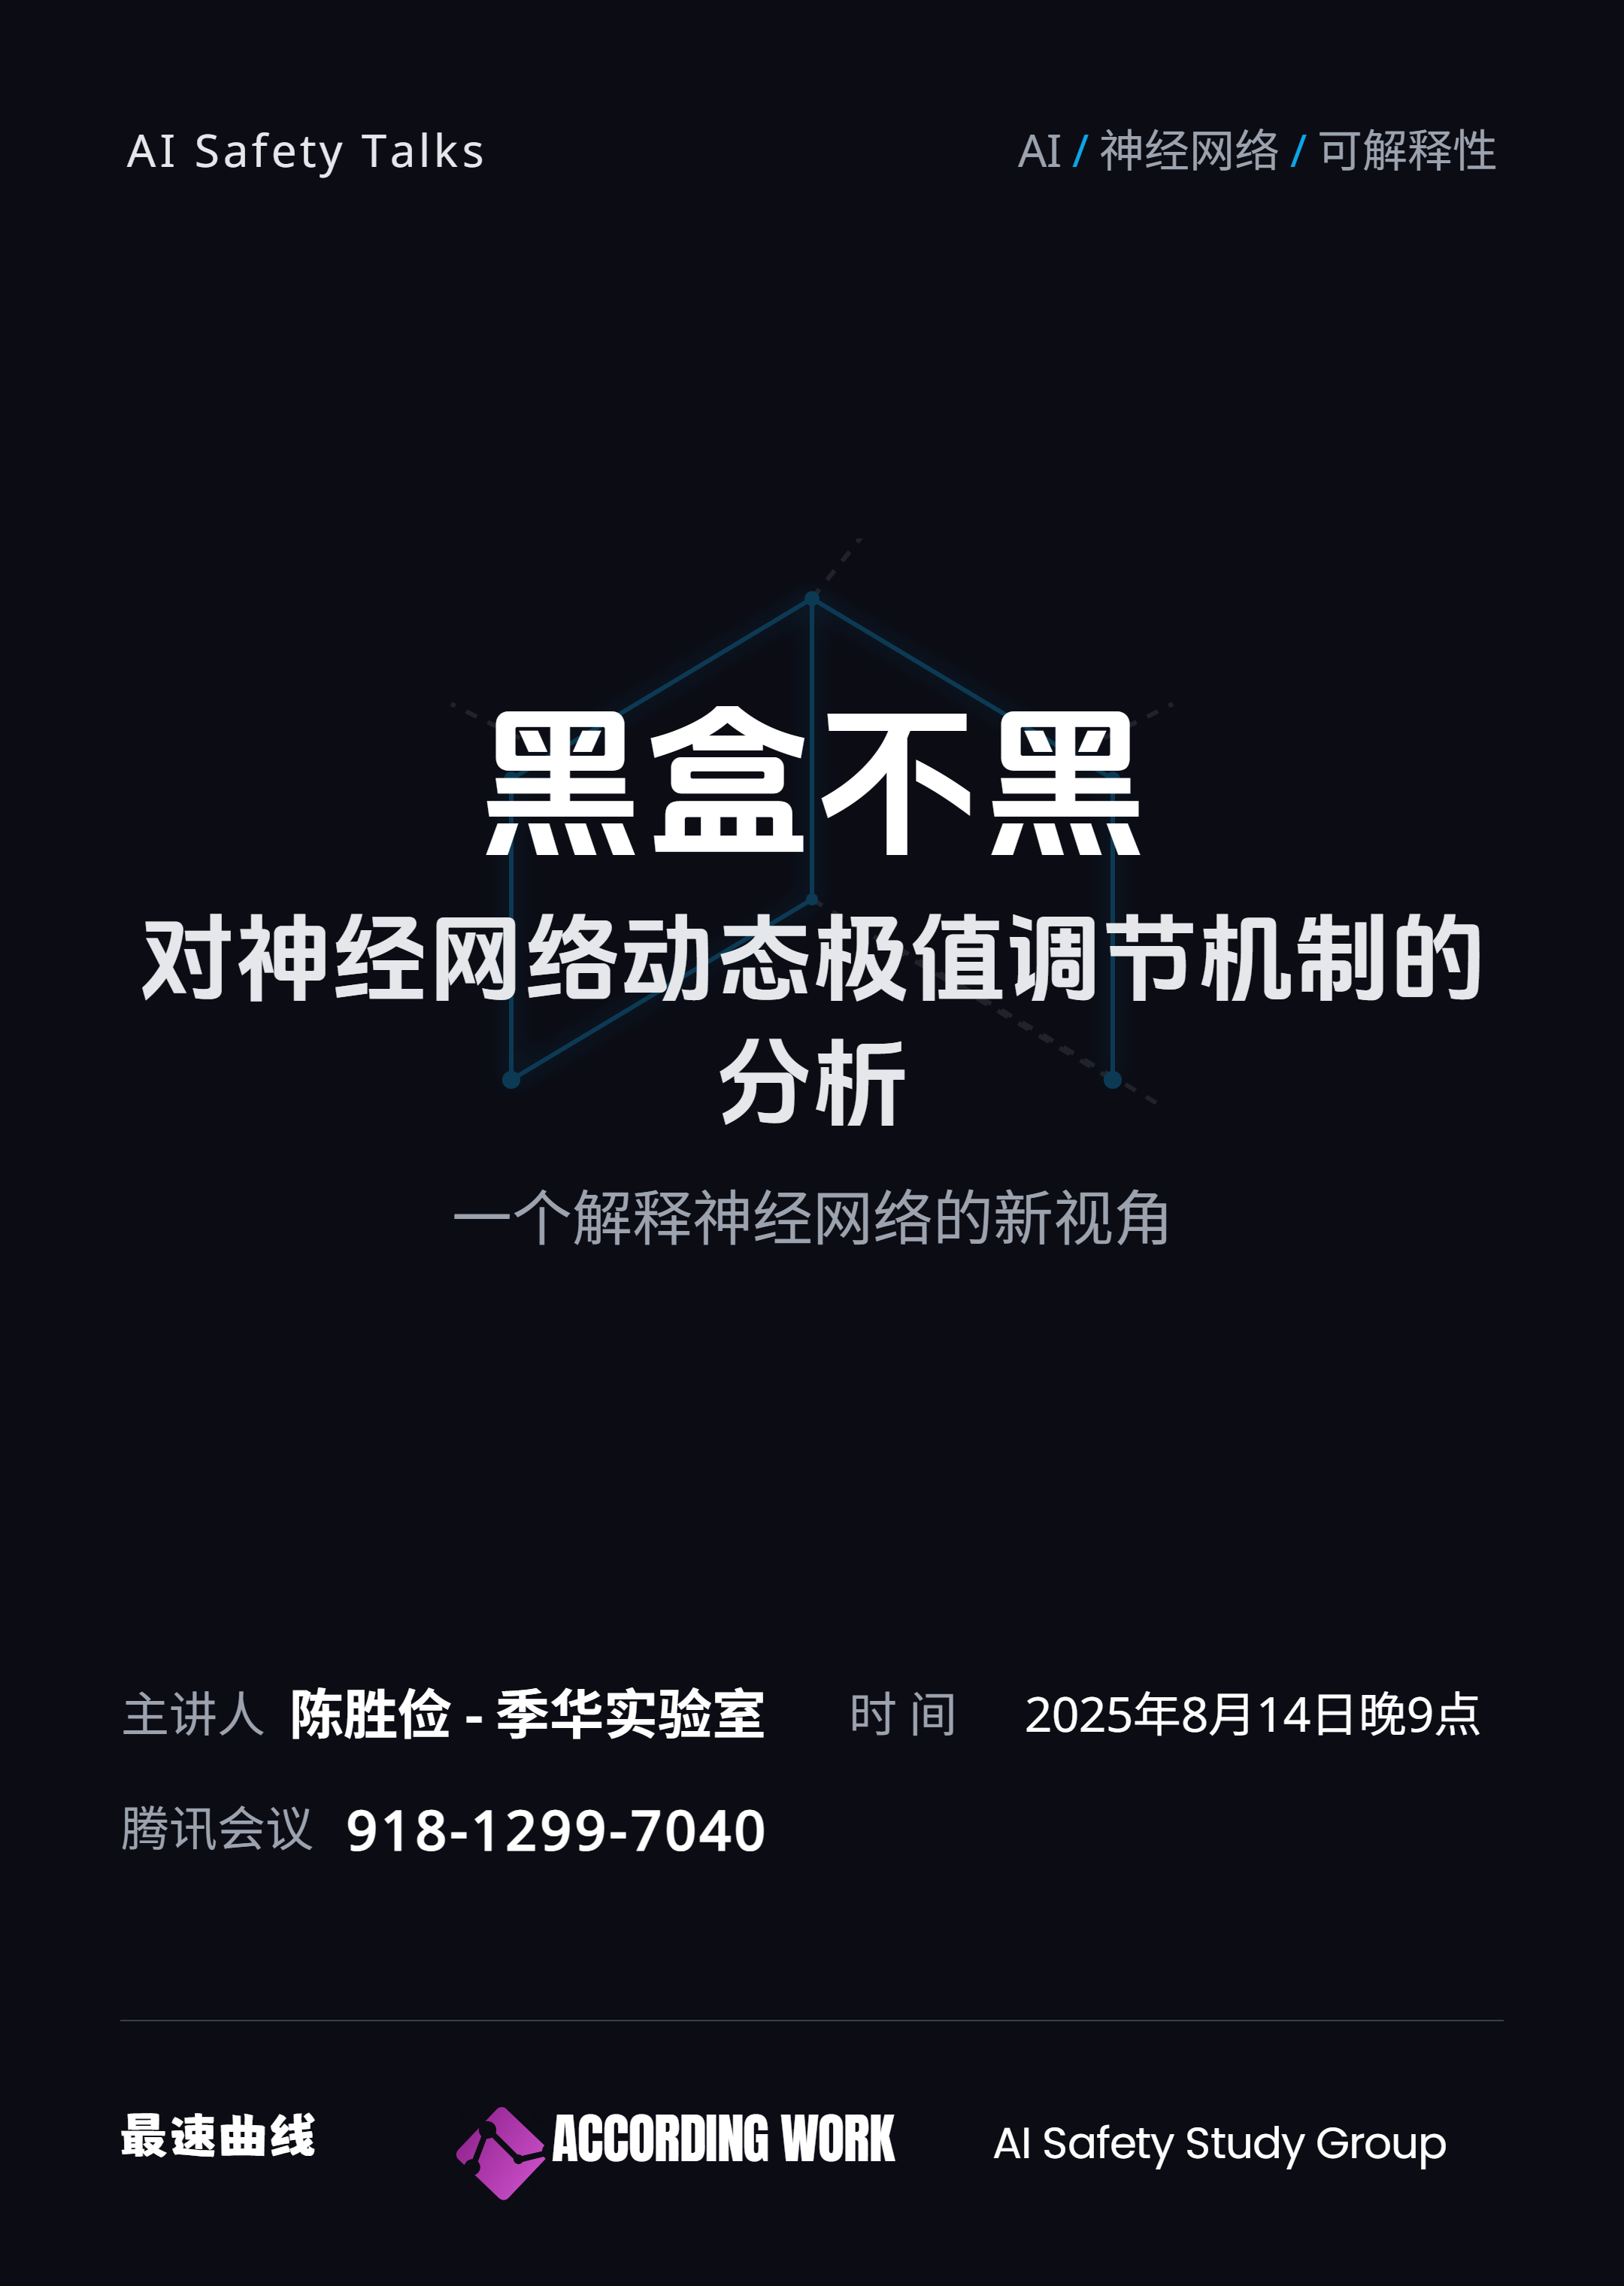 AI Safety Talks
AI / 神经网络 / 可解释性
黑盒不黑
对神经网络动态极值调节机制的
分析
一个解释神经网络的新视角
主讲人 陈胜俭 - 季华实验室
时间 2025年8月14日晚9点
腾讯会议 918-1299-7040
最速曲线
ACCORDING WORK
AI Safety Study Group